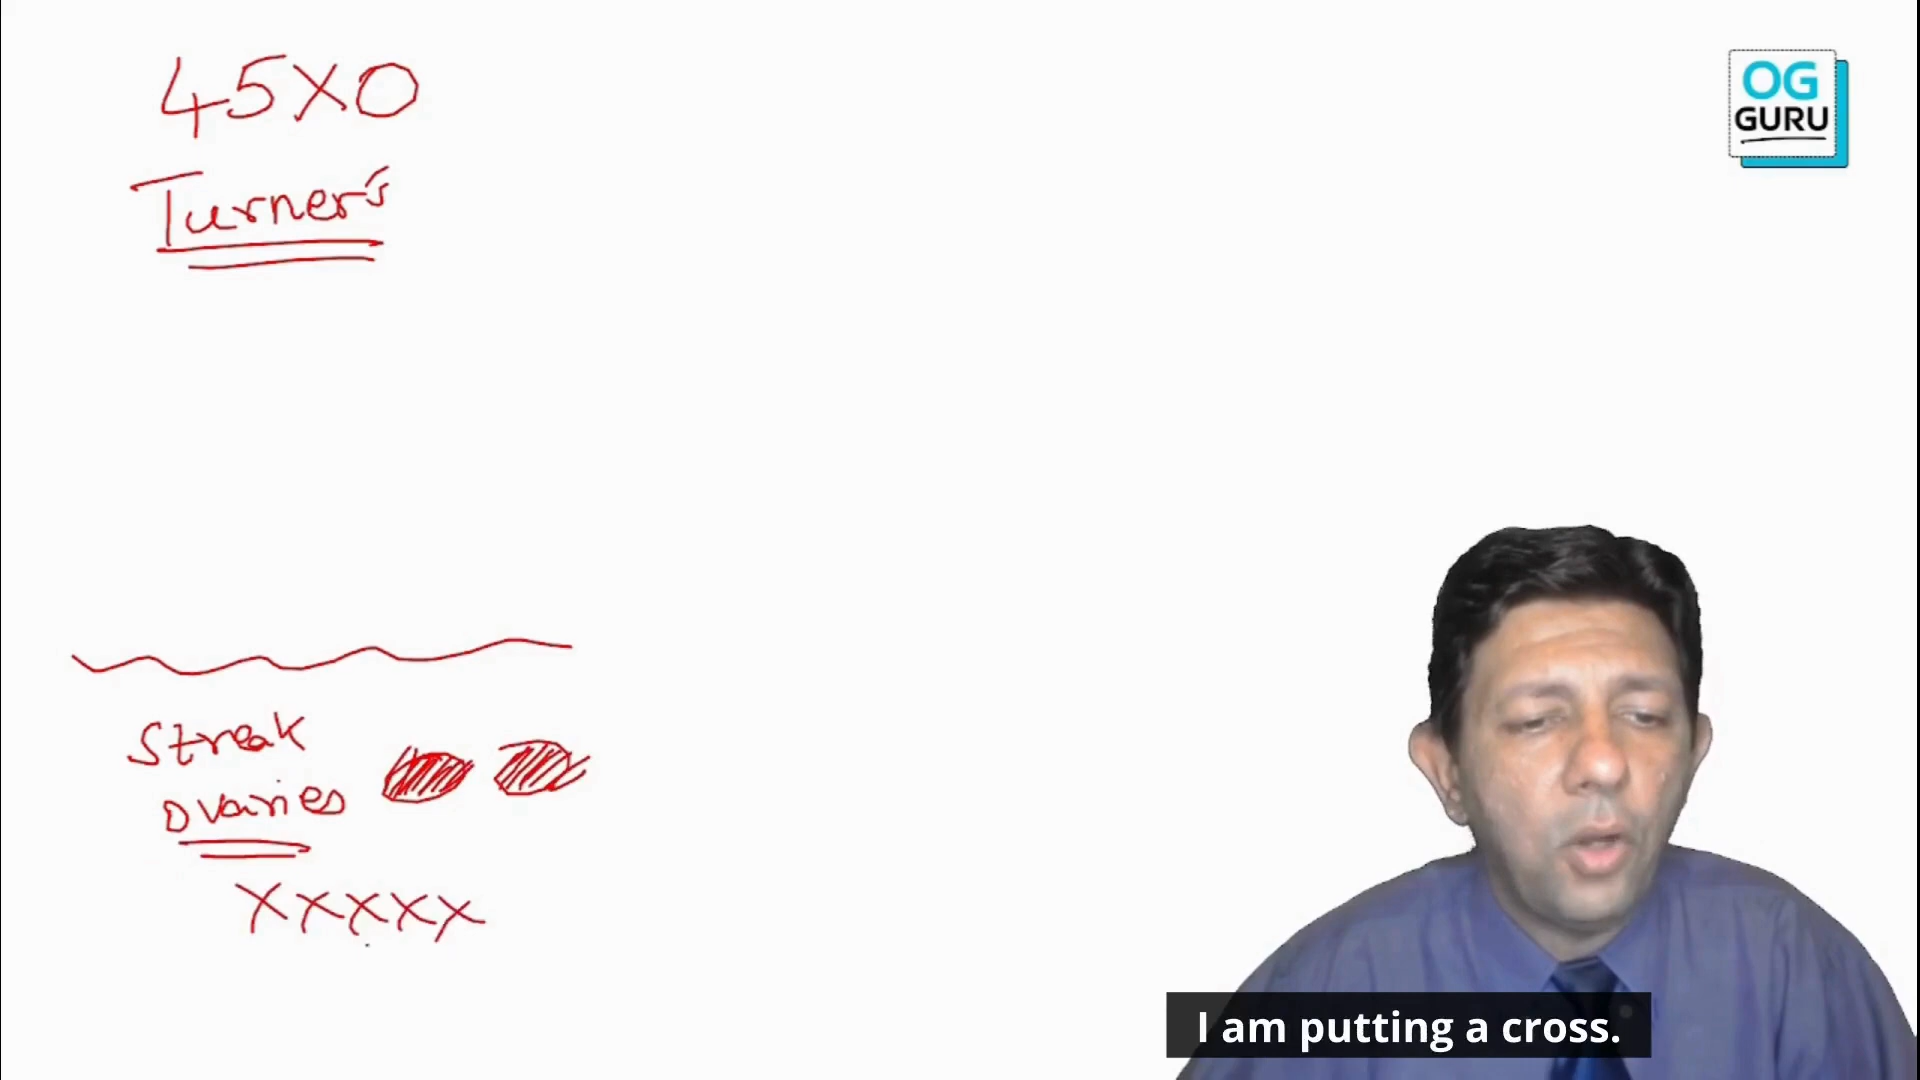 45XO
Turner's
OG
GURU
Streak
Ovaries
XXXXX
I am putting a cross.